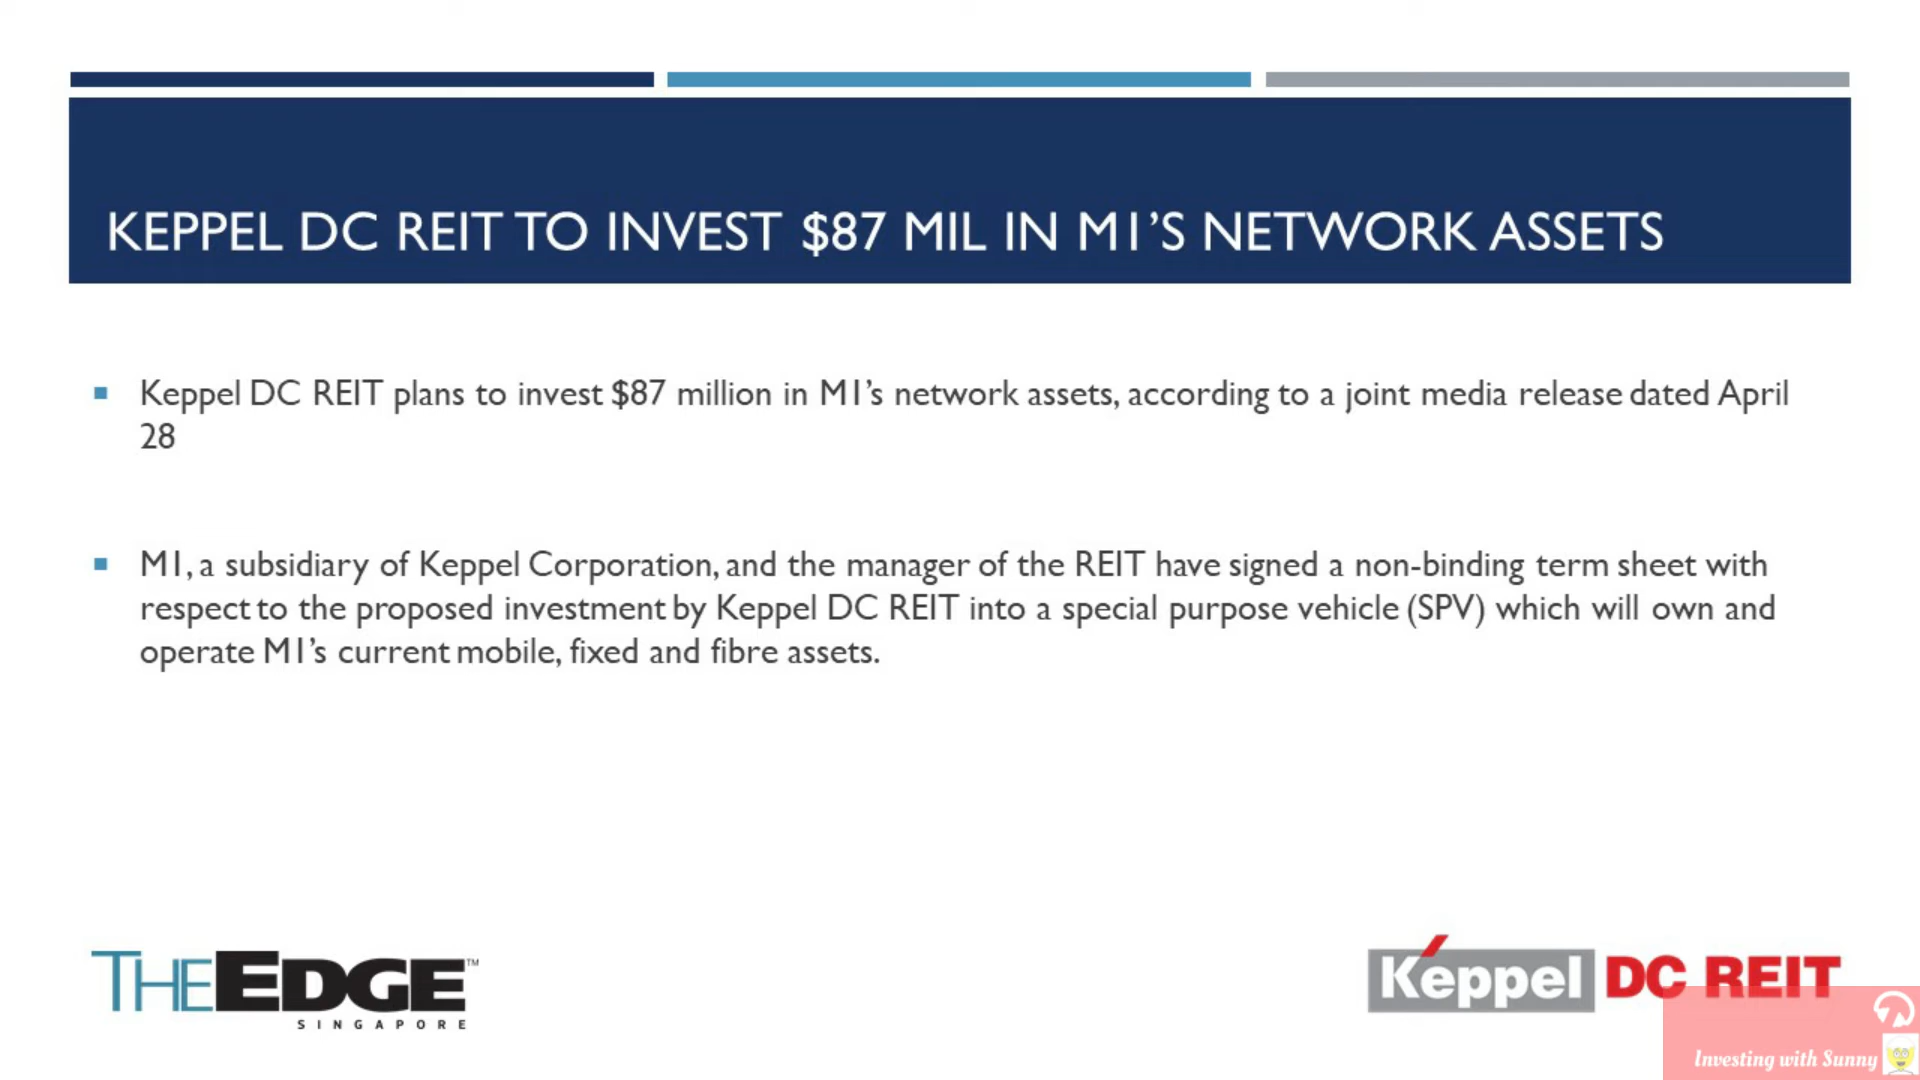 KEPPEL DC REIT TO INVEST $87 MIL IN M1’S NETWORK ASSETS
Keppel DC REIT plans to invest $87 million in M1’s network assets, according to a joint media release dated April
28
M1, a subsidiary of Keppel Corporation, and the manager of the REIT have signed a non-binding term sheet with
respect to the proposed investment by Keppel DC REIT into a special purpose vehicle (SPV) which will own and
operate M1’s current mobile, fixed and fibre assets.
THE EDGE™
SINGAPORE
Keppel DC REIT
Investing with Sunny